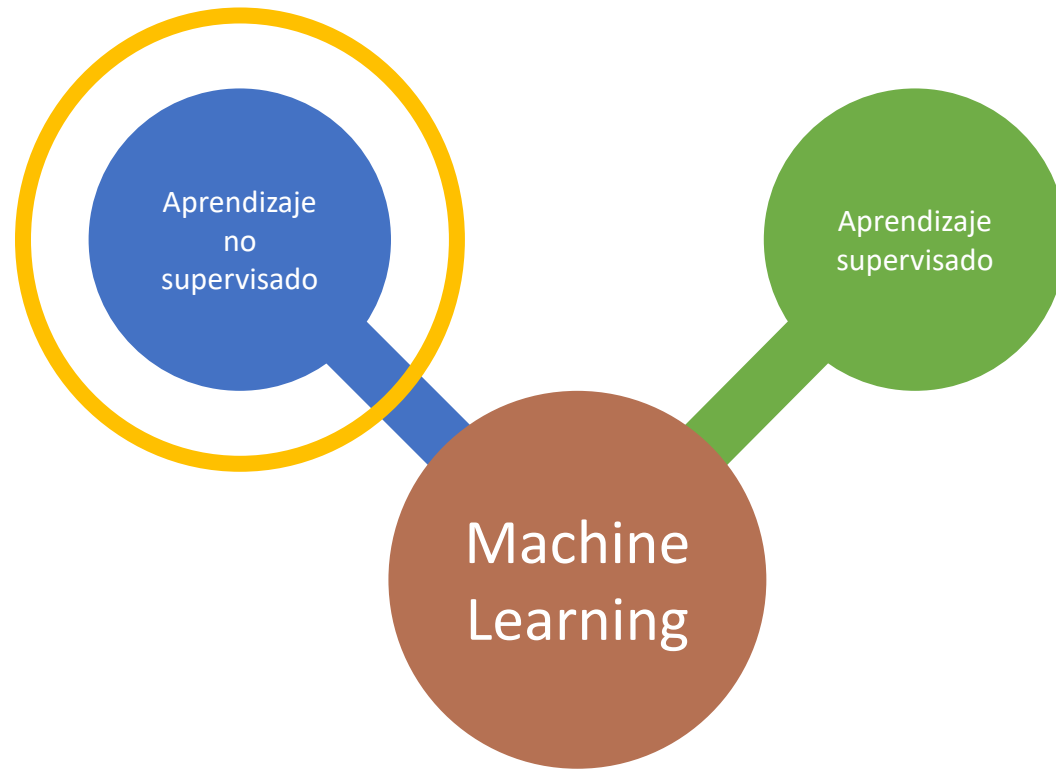 Aprendizaje
no
supervisado
Aprendizaje
supervisado
Machine
Learning